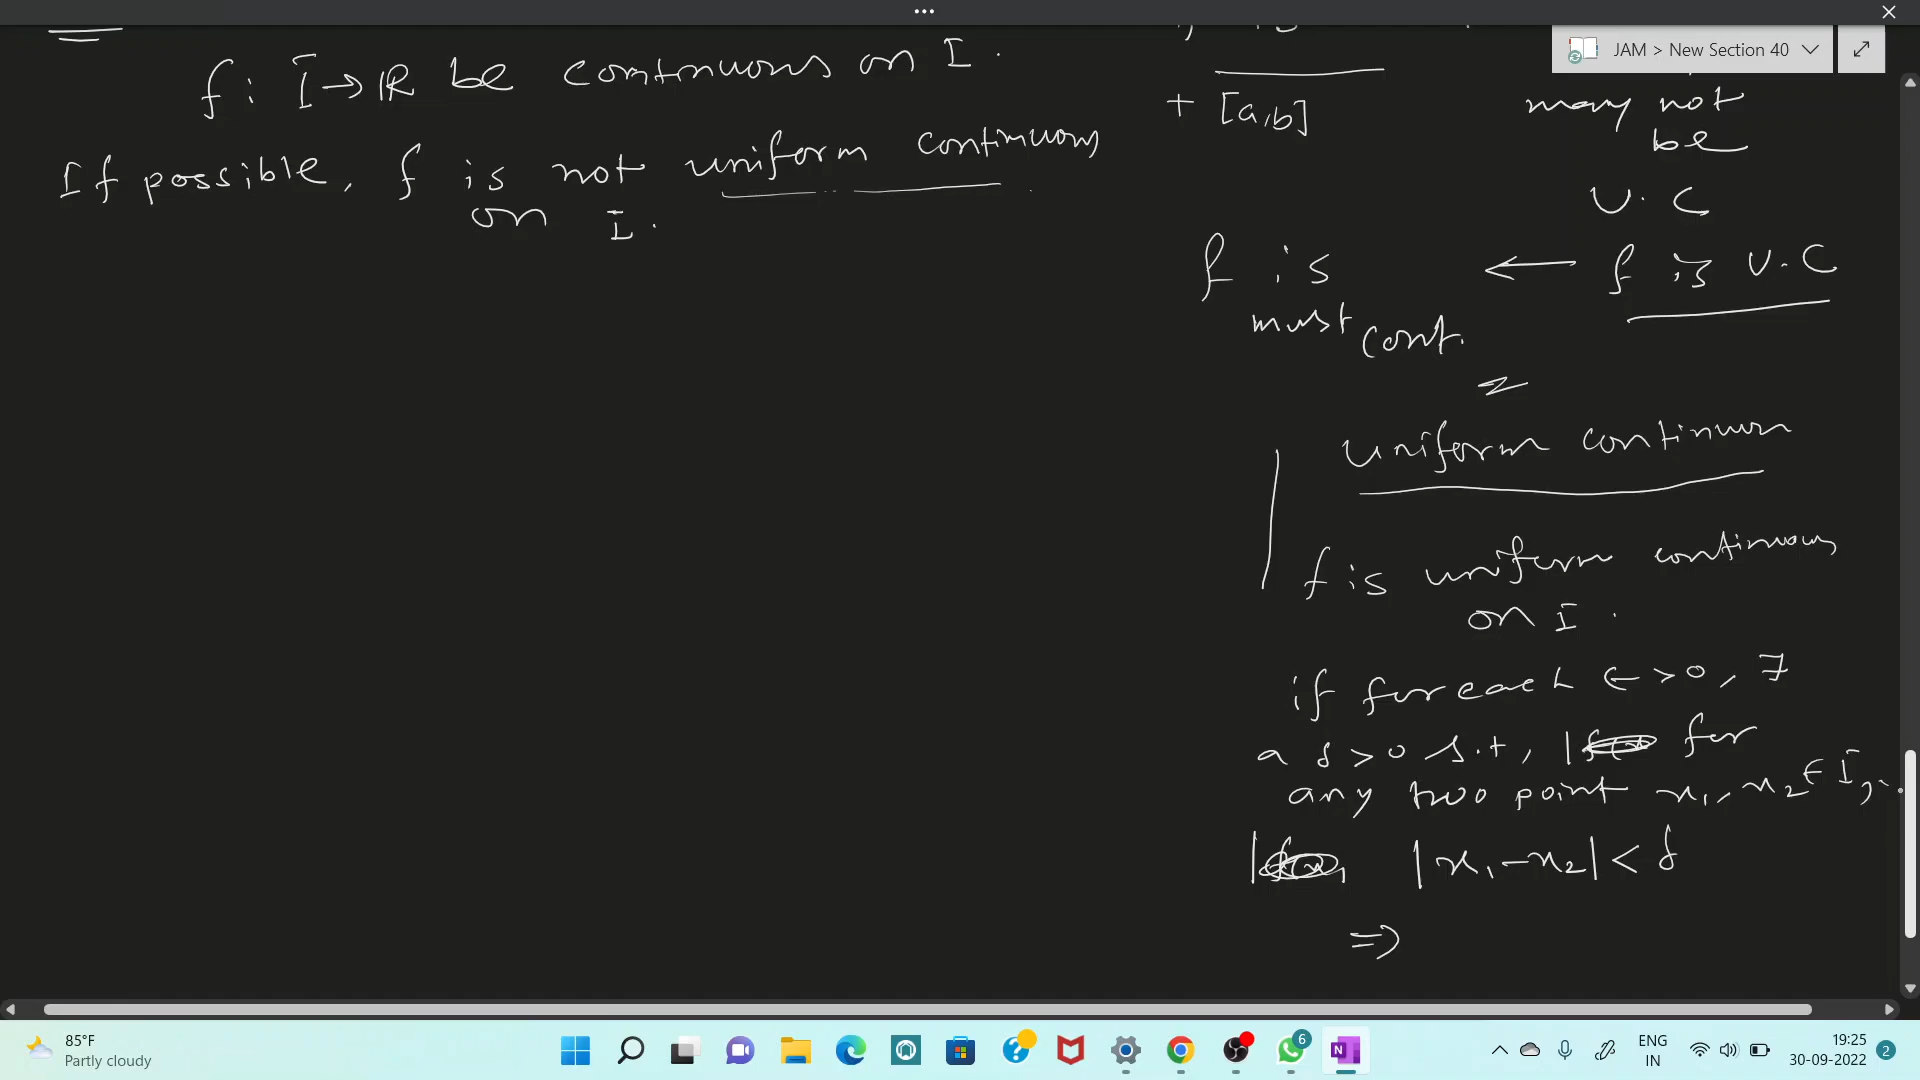 JAM > New Section 40
f : I → ℝ be continuous on I .
If possible, f is not uniform continuous
on I .
+ [a,b]
may not
be
U. C
f is ← f is U.C
must cont.
uniform continuous
f is uniform continuous
on I .
if for each ϵ > 0, ∃
a δ > 0 s.t, for
any two point x₁, x₂ ∈ I,
|x₁ - x₂| < δ
⇒
85°F
Partly cloudy
6
ENG
IN
19:25
30-09-2022
2